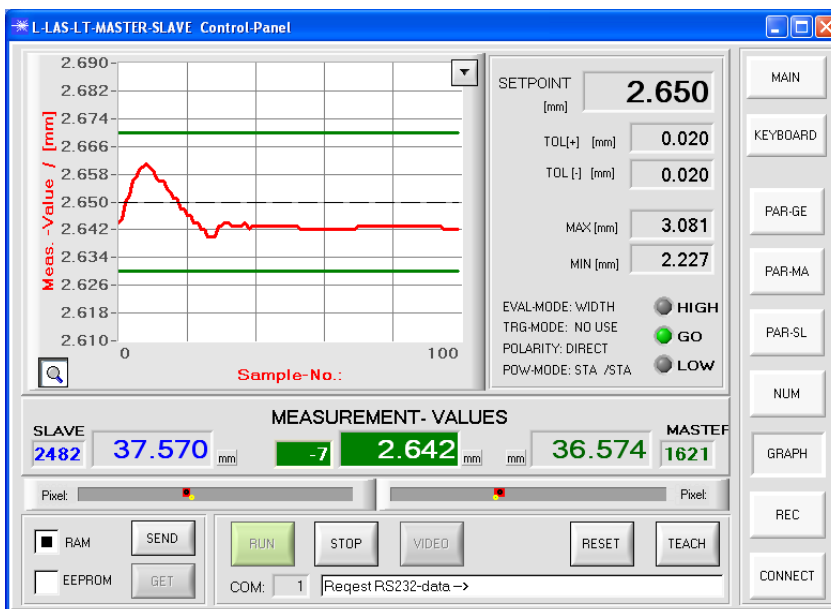 L-LAS-LT-MASTER-SLAVE Control-Panel
2.690
2.682
2.674
2.666
2.658
2.650
2.642
2.634
2.626
2.618
2.610
Meas.-Value / [mm]
0 100
Sample-No.:
SETPOINT 2.650
[mm]
TOL[+] [mm] 0.020
TOL [-] [mm] 0.020
MAX [mm] 3.081
MIN [mm] 2.227
EVAL-MODE: WIDTH HIGH
TRG-MODE: NO USE GO
POLARITY: DIRECT
POW-MODE: STA /STA LOW
MAIN
KEYBOARD
PAR-GE
PAR-MA
PAR-SL
NUM
GRAPH
REC
CONNECT
MEASUREMENT- VALUES
SLAVE MASTER
2482 37.570 mm -7 2.642 mm mm 36.574 1621
Pixel: Pixel:
RAM SEND
EEPROM GET
RUN STOP VIDEO RESET TEACH
COM: 1 Reqest RS232-data -->